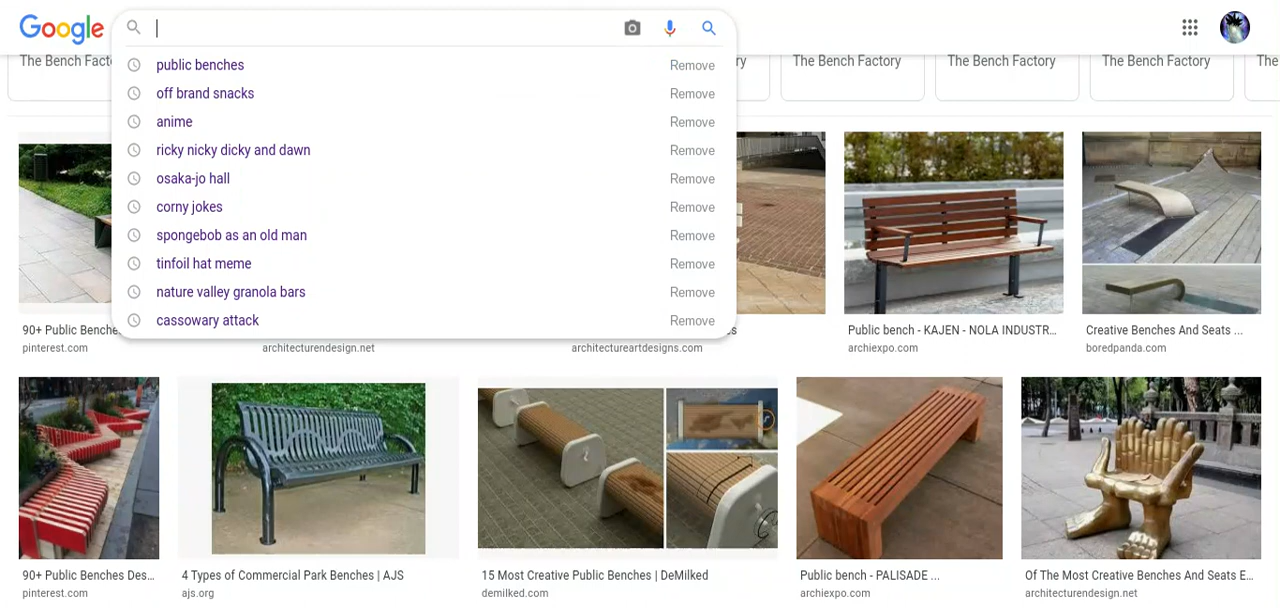 Google
public benches Remove
off brand snacks Remove
anime Remove
ricky nicky dicky and dawn Remove
osaka-jo hall Remove
corny jokes Remove
spongebob as an old man Remove
tinfoil hat meme Remove
nature valley granola bars Remove
cassowary attack Remove
The Bench Facto
ry
The Bench Factory
The Bench Factory
The Bench Factory
The
90+ Public Benche
pinterest.com
architecturendesign.net
s
architectureartdesigns.com
Public bench - KAJEN - NOLA INDUSTR...
archiexpo.com
Creative Benches And Seats ...
boredpanda.com
90+ Public Benches Des...
pinterest.com
4 Types of Commercial Park Benches | AJS
ajs.org
15 Most Creative Public Benches | DeMilked
demilked.com
Public bench - PALISADE ...
archiexpo.com
Of The Most Creative Benches And Seats E...
architecturendesign.net